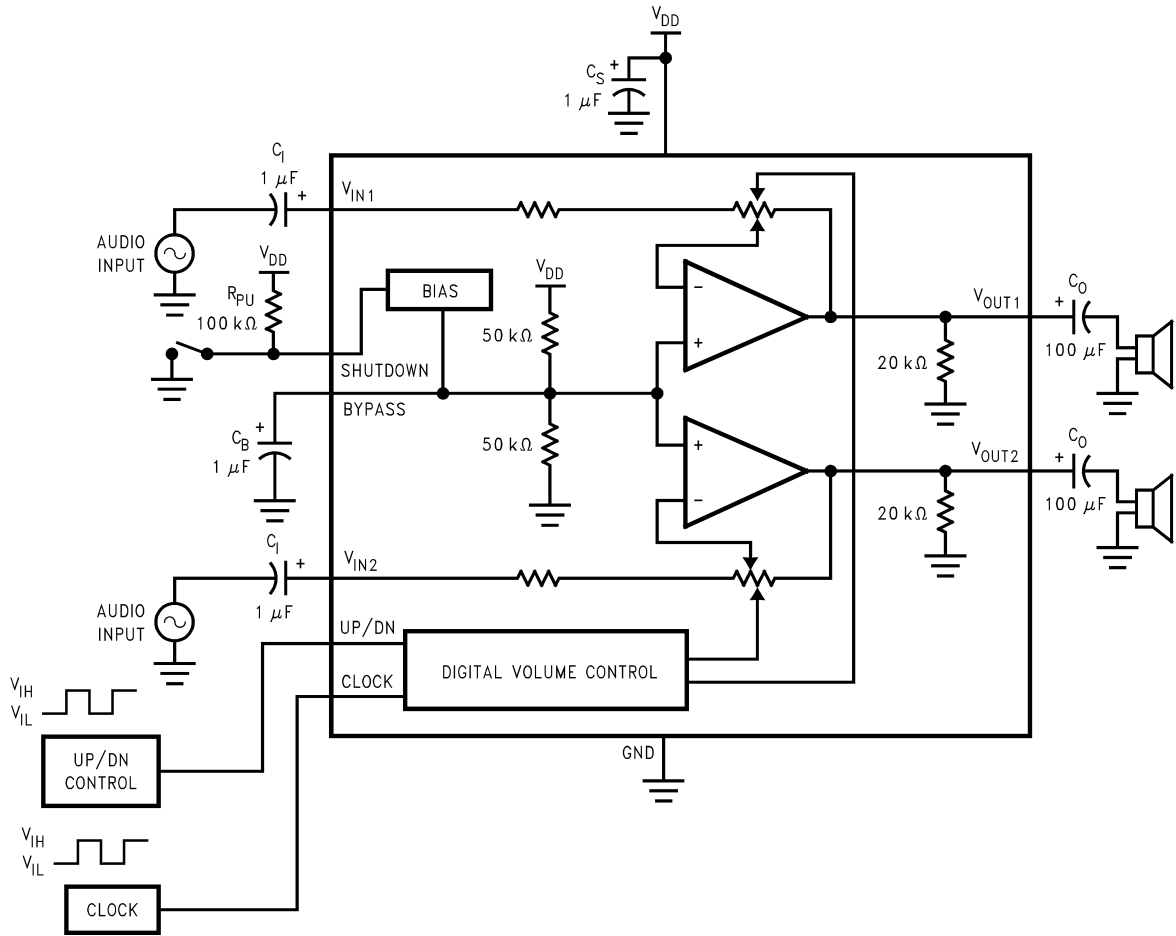 V_DD
+
C_S
1 μF
C_I
1 μF
+
V_IN1
AUDIO
INPUT
V_DD
R_PU
100 kΩ
BIAS
V_DD
50 kΩ
−
+
V_OUT1
+
C_O
100 μF
20 kΩ
SHUTDOWN
BYPASS
+
C_B
1 μF
50 kΩ
+
−
V_OUT2
+
C_O
100 μF
20 kΩ
C_I
+
1 μF
V_IN2
AUDIO
INPUT
UP/DN
CLOCK
DIGITAL VOLUME CONTROL
V_IH
V_IL
UP/DN
CONTROL
GND
V_IH
V_IL
CLOCK